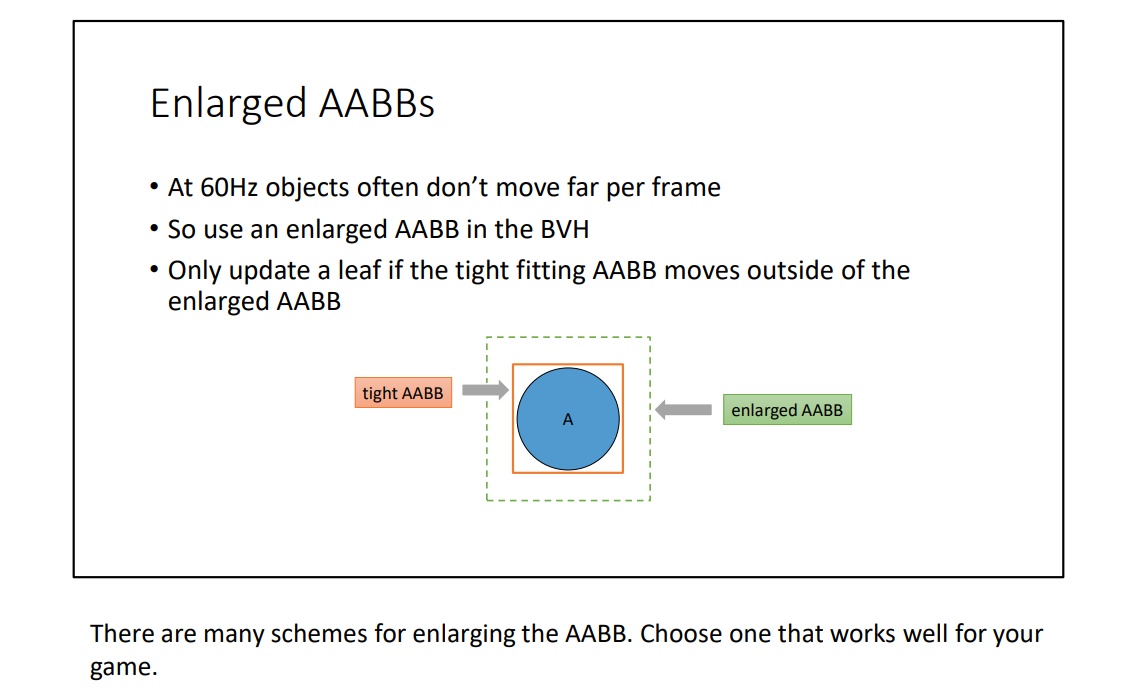 Enlarged AABBs
• At 60Hz objects often don’t move far per frame
• So use an enlarged AABB in the BVH
• Only update a leaf if the tight fitting AABB moves outside of the
enlarged AABB
tight AABB
A
enlarged AABB
There are many schemes for enlarging the AABB. Choose one that works well for your
game.